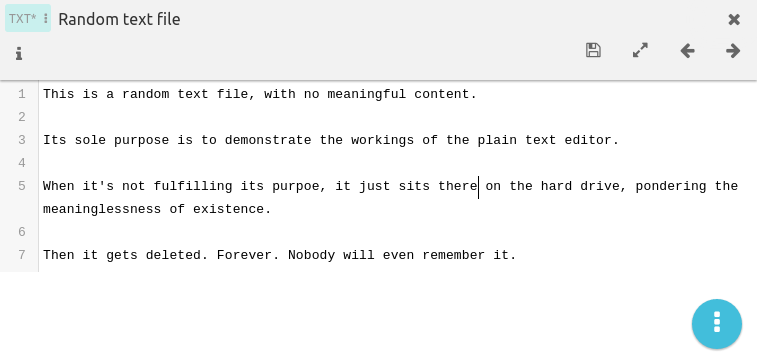 TXT* Random text file
1 This is a random text file, with no meaningful content.
2
3 Its sole purpose is to demonstrate the workings of the plain text editor.
4
5 When it's not fulfilling its purpoe, it just sits there on the hard drive, pondering the
meaninglessness of existence.
6
7 Then it gets deleted. Forever. Nobody will even remember it.